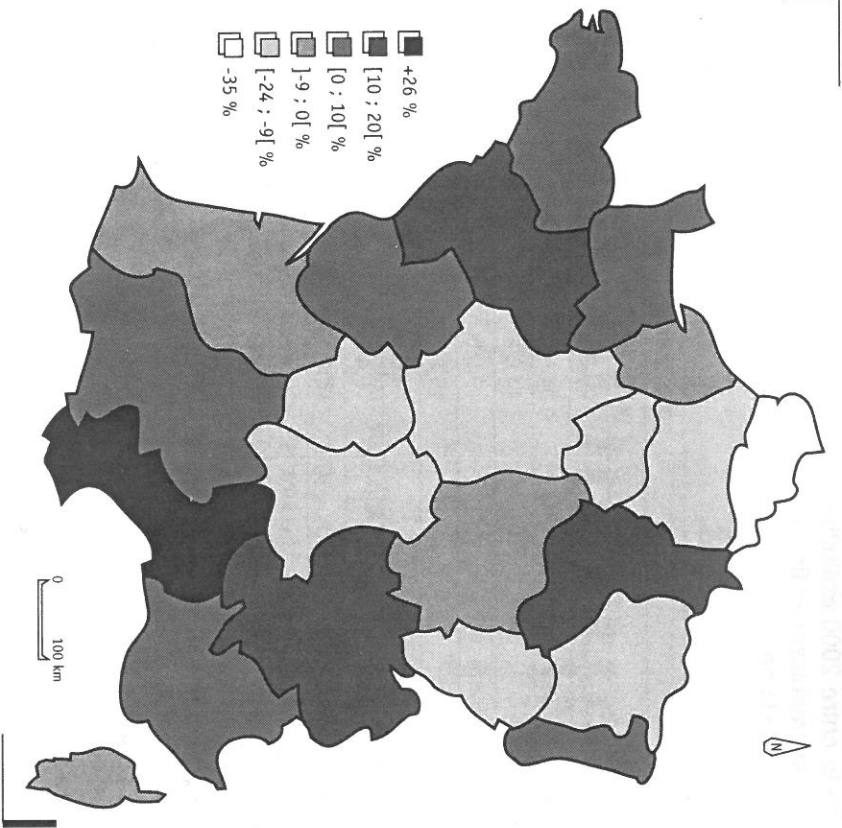 +26 %
[10 ; 20[ %
[0 ; 10[ %
]-9 ; 0[ %
[-24 ; -9[ %
-35 %
0 100 km
N